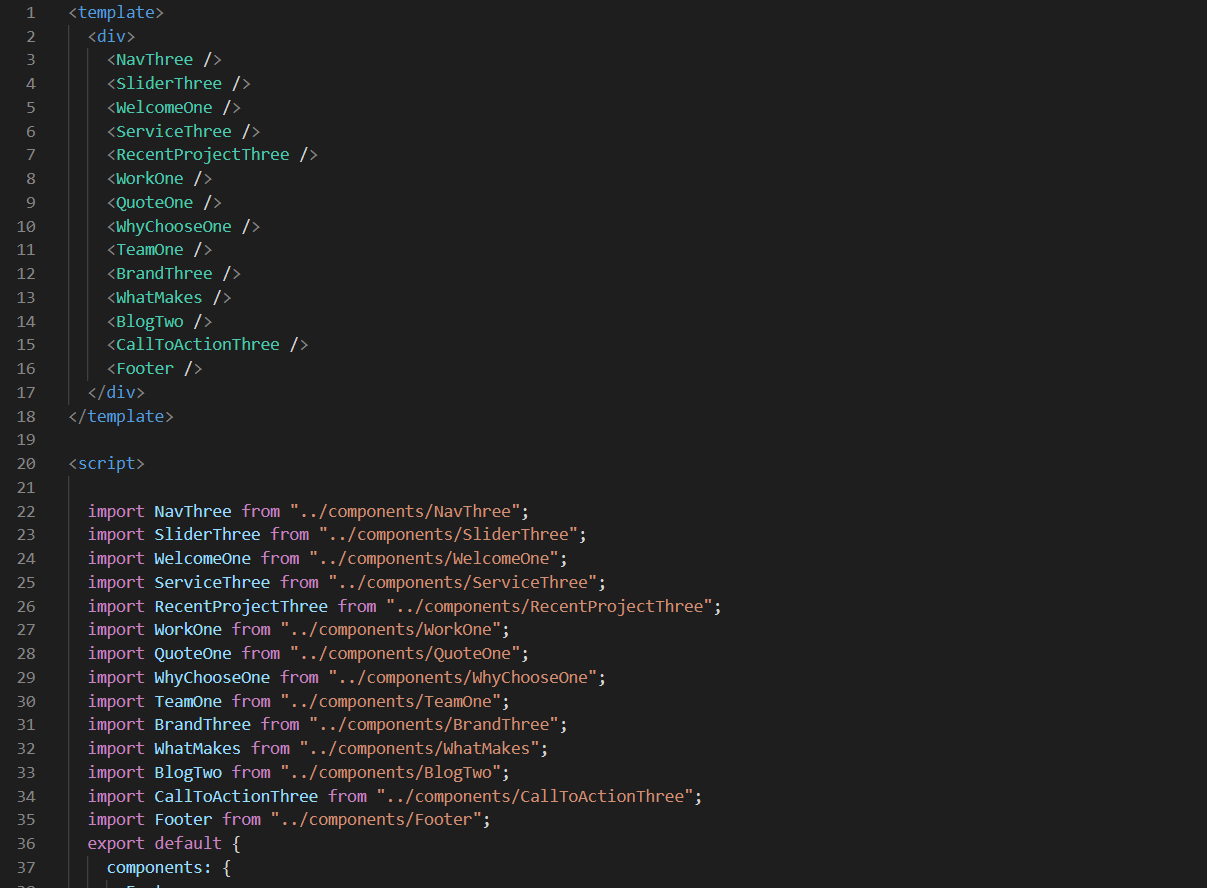 1 <template>
2 <div>
3 <NavThree />
4 <SliderThree />
5 <WelcomeOne />
6 <ServiceThree />
7 <RecentProjectThree />
8 <WorkOne />
9 <QuoteOne />
10 <WhyChooseOne />
11 <TeamOne />
12 <BrandThree />
13 <WhatMakes />
14 <BlogTwo />
15 <CallToActionThree />
16 <Footer />
17 </div>
18 </template>
19
20 <script>
21
22 import NavThree from "../components/NavThree";
23 import SliderThree from "../components/SliderThree";
24 import WelcomeOne from "../components/WelcomeOne";
25 import ServiceThree from "../components/ServiceThree";
26 import RecentProjectThree from "../components/RecentProjectThree";
27 import WorkOne from "../components/WorkOne";
28 import QuoteOne from "../components/QuoteOne";
29 import WhyChooseOne from "../components/WhyChooseOne";
30 import TeamOne from "../components/TeamOne";
31 import BrandThree from "../components/BrandThree";
32 import WhatMakes from "../components/WhatMakes";
33 import BlogTwo from "../components/BlogTwo";
34 import CallToActionThree from "../components/CallToActionThree";
35 import Footer from "../components/Footer";
36 export default {
37 components: {